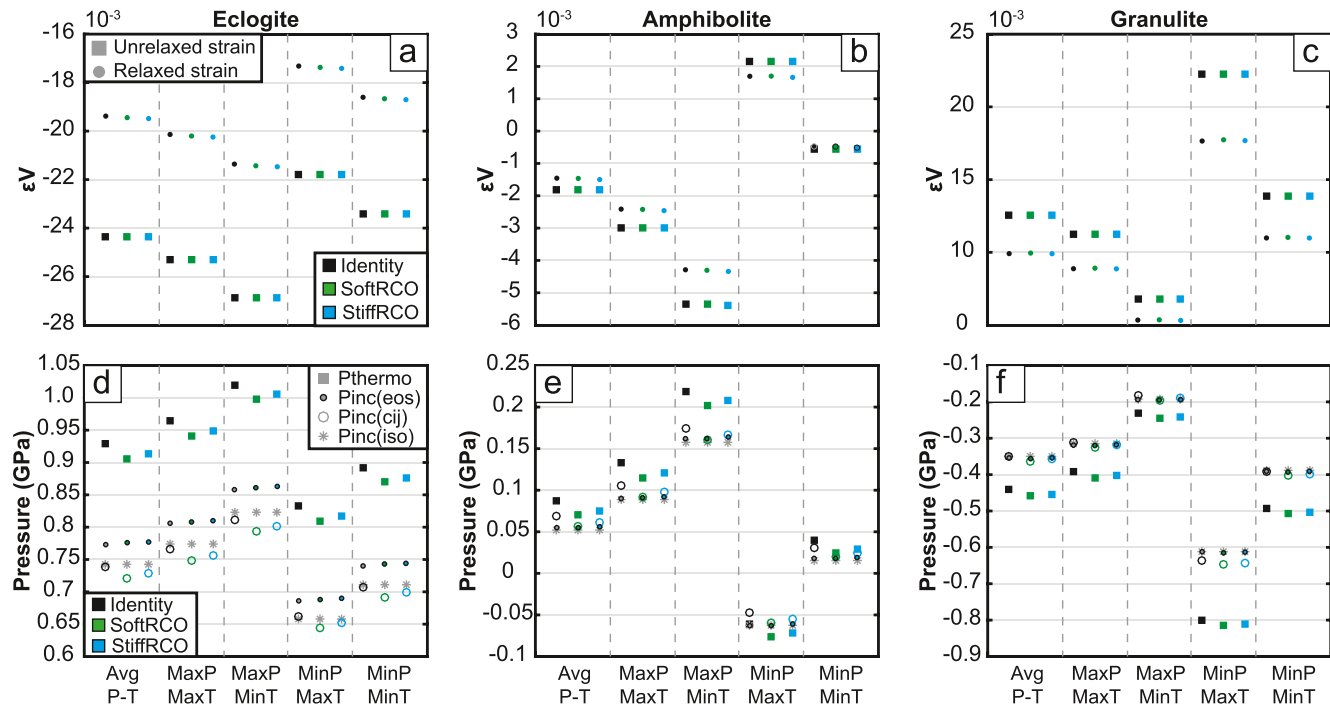 Eclogite
Amphibolite
Granulite
10-3
10-3
10-3
a
b
c
Unrelaxed strain
Relaxed strain
εV
εV
εV
-16
-18
-20
-22
-24
-26
-28
3
2
1
0
-1
-2
-3
-4
-5
-6
25
20
15
10
0
Identity
SoftRCO
StiffRCO
d
e
f
Pthermo
Pinc(eos)
Pinc(cij)
Pinc(iso)
Pressure (GPa)
Pressure (GPa)
Pressure (GPa)
1.05
1.0
0.95
0.90
0.85
0.8
0.75
0.7
0.65
0.6
0.25
0.2
0.15
0.1
0.05
0
-0.05
-0.1
-0.1
-0.2
-0.3
-0.4
-0.5
-0.6
-0.7
-0.8
-0.9
Identity
SoftRCO
StiffRCO
Avg MaxP MaxP MinP MinP
P-T MaxT MinT MaxT MinT
Avg MaxP MaxP MinP MinP
P-T MaxT MinT MaxT MinT
Avg MaxP MaxP MinP MinP
P-T MaxT MinT MaxT MinT